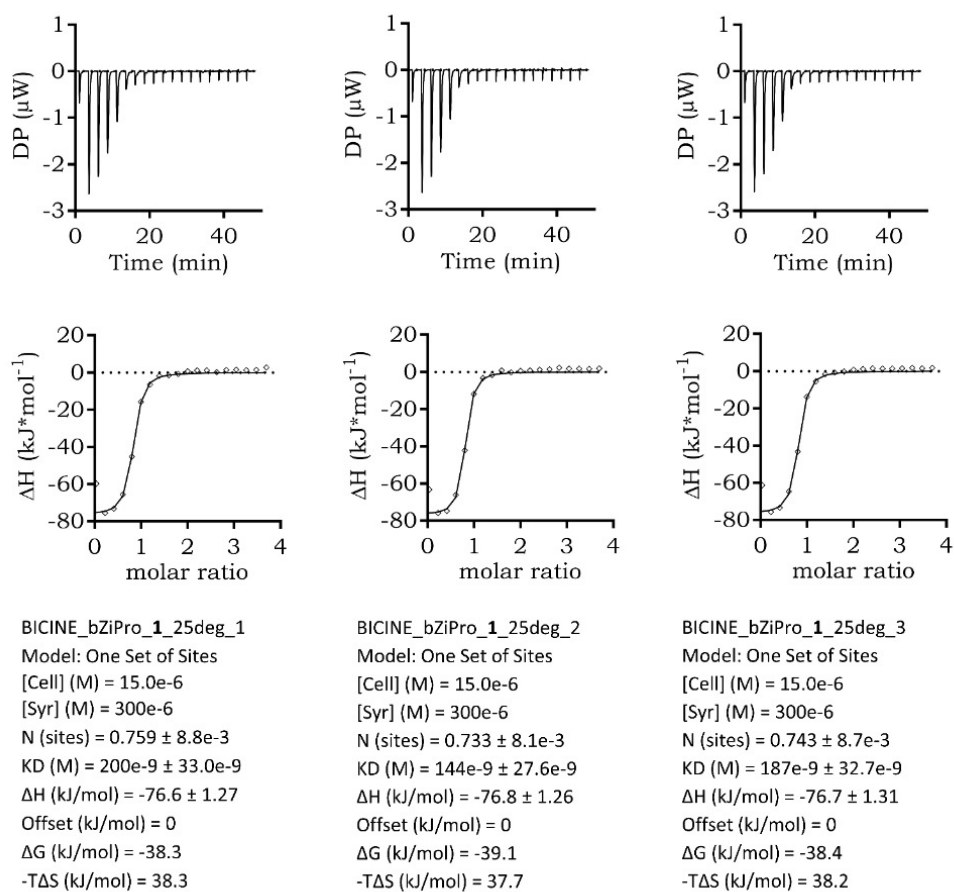 1
0
-1
-2
-3
DP (μW)
0 20 40
Time (min)
1
0
-1
-2
-3
DP (μW)
0 20 40
Time (min)
1
0
-1
-2
-3
DP (μW)
0 20 40
Time (min)
20
0
-20
-40
-60
-80
ΔH (kJ*mol⁻¹)
0 1 2 3 4
molar ratio
20
0
-20
-40
-60
-80
ΔH (kJ*mol⁻¹)
0 1 2 3 4
molar ratio
20
0
-20
-40
-60
-80
ΔH (kJ*mol⁻¹)
0 1 2 3 4
molar ratio
BICINE_bZiPro_1_25deg_1
Model: One Set of Sites
[Cell] (M) = 15.0e-6
[Syr] (M) = 300e-6
N (sites) = 0.759 ± 8.8e-3
KD (M) = 200e-9 ± 33.0e-9
ΔH (kJ/mol) = -76.6 ± 1.27
Offset (kJ/mol) = 0
ΔG (kJ/mol) = -38.3
-TΔS (kJ/mol) = 38.3
BICINE_bZiPro_1_25deg_2
Model: One Set of Sites
[Cell] (M) = 15.0e-6
[Syr] (M) = 300e-6
N (sites) = 0.733 ± 8.1e-3
KD (M) = 144e-9 ± 27.6e-9
ΔH (kJ/mol) = -76.8 ± 1.26
Offset (kJ/mol) = 0
ΔG (kJ/mol) = -39.1
-TΔS (kJ/mol) = 37.7
BICINE_bZiPro_1_25deg_3
Model: One Set of Sites
[Cell] (M) = 15.0e-6
[Syr] (M) = 300e-6
N (sites) = 0.743 ± 8.7e-3
KD (M) = 187e-9 ± 32.7e-9
ΔH (kJ/mol) = -76.7 ± 1.31
Offset (kJ/mol) = 0
ΔG (kJ/mol) = -38.4
-TΔS (kJ/mol) = 38.2